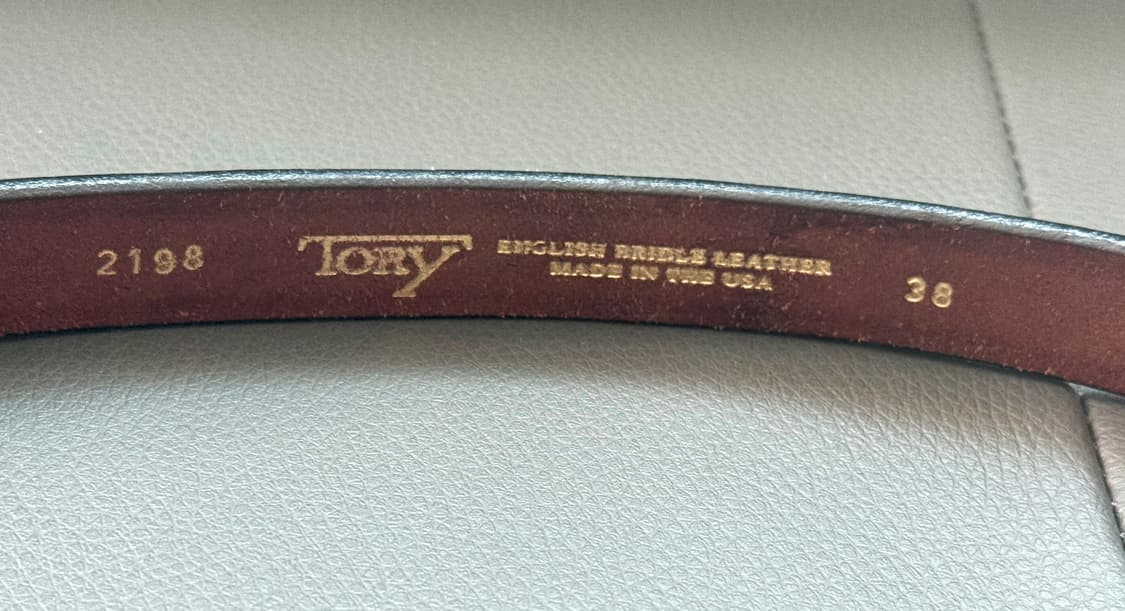 2198
TORY
ENGLISH BRIDLE LEATHER
MADE IN THE USA
38